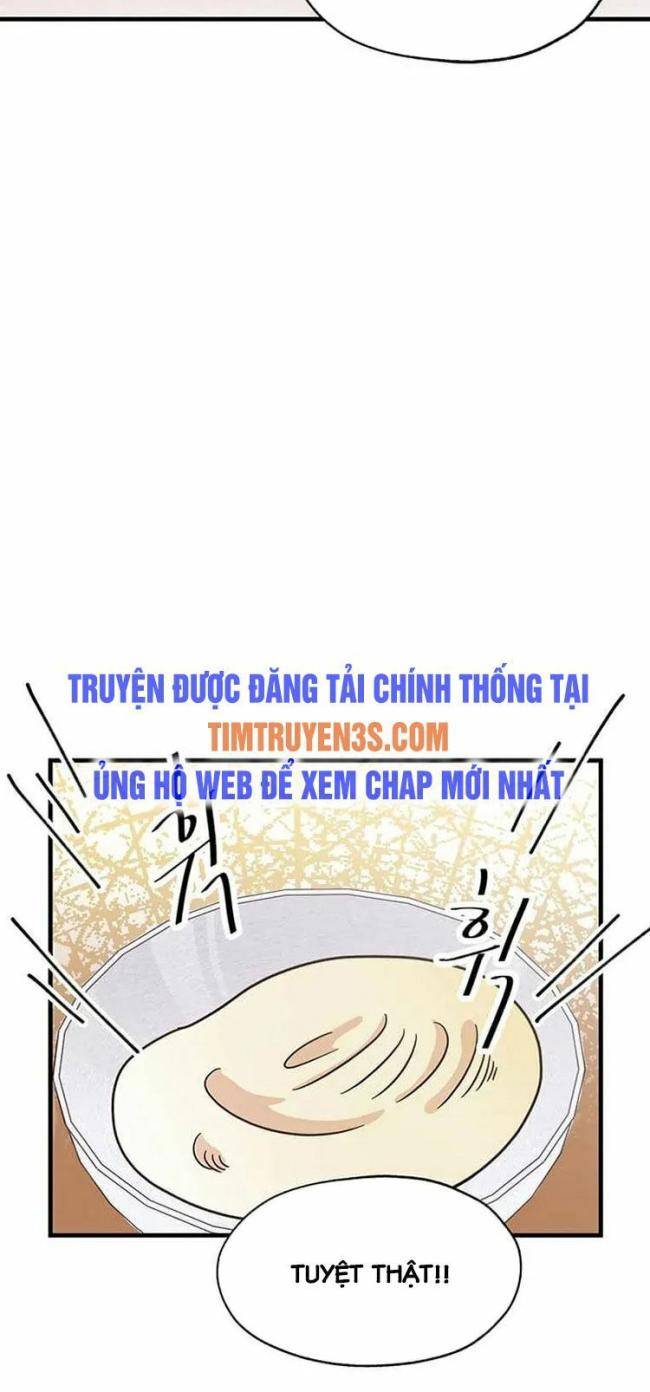 TRUYỆN ĐƯỢC ĐĂNG TẢI CHÍNH THỐNG TẠI
TIMTRUYEN3S.COM
ỦNG HỘ WEB ĐỂ XEM CHAP MỚI NHẤT
휘
휘
TUYỆT THẬT!!